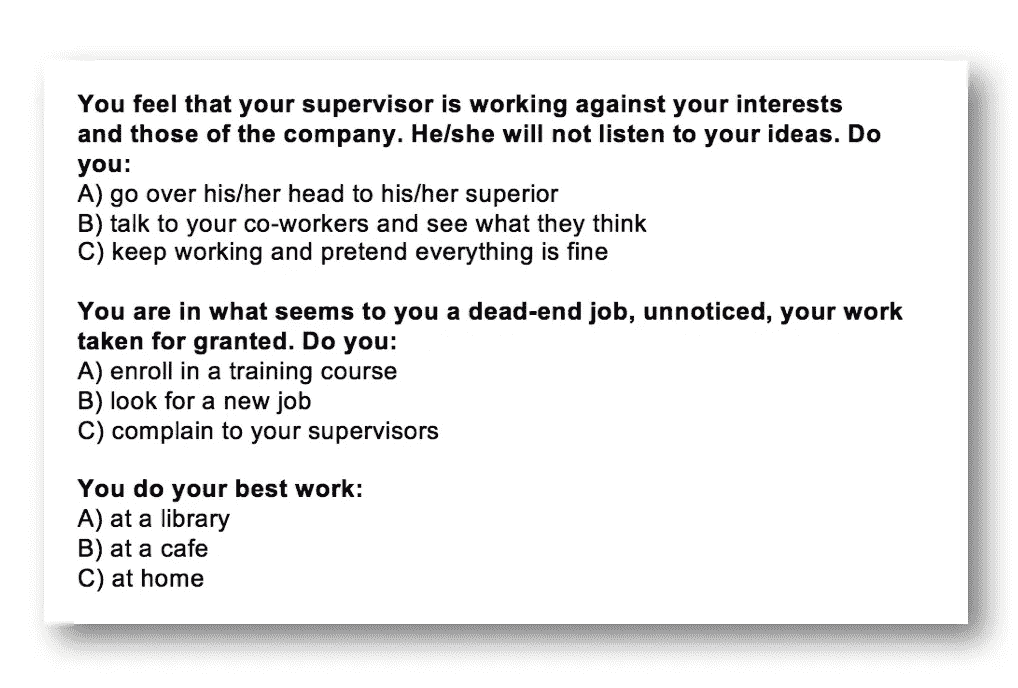 You feel that your supervisor is working against your interests
and those of the company. He/she will not listen to your ideas. Do
you:
A) go over his/her head to his/her superior
B) talk to your co-workers and see what they think
C) keep working and pretend everything is fine
You are in what seems to you a dead-end job, unnoticed, your work
taken for granted. Do you:
A) enroll in a training course
B) look for a new job
C) complain to your supervisors
You do your best work:
A) at a library
B) at a cafe
C) at home